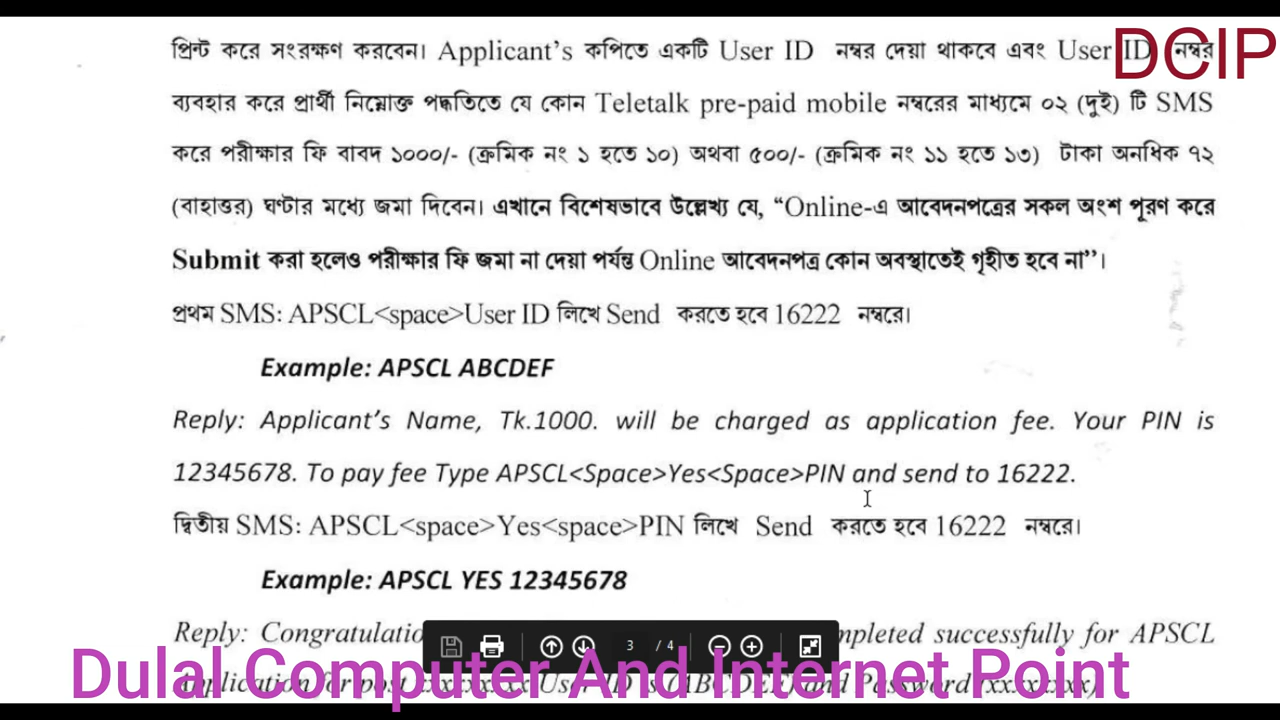 প্রিন্ট করে সংরক্ষণ করবেন। Applicant's কপিতে একটি User ID নম্বর দেয়া থাকবে এবং User ID নম্বর
DCIP
ব্যবহার করে প্রার্থী নিম্নোক্ত পদ্ধতিতে যে কোন Teletalk pre-paid mobile নম্বরের মাধ্যমে ০২ (দুই) টি SMS
করে পরীক্ষার ফি বাবদ ১০০০/- (ক্রমিক নং ১ হতে ১০) অথবা ৫০০/- (ক্রমিক নং ১১ হতে ১৩) টাকা অনধিক ৭২
(বাহাত্তর) ঘণ্টার মধ্যে জমা দিবেন। এখানে বিশেষভাবে উল্লেখ্য যে, “Online-এ আবেদনপত্রের সকল অংশ পূরণ করে
Submit করা হলেও পরীক্ষার ফি জমা না দেয়া পর্যন্ত Online আবেদনপত্র কোন অবস্থাতেই গৃহীত হবে না”।
প্রথম SMS: APSCL<space>User ID লিখে Send করতে হবে 16222 নম্বরে।
Example: APSCL ABCDEF
Reply: Applicant's Name, Tk.1000. will be charged as application fee. Your PIN is
12345678. To pay fee Type APSCL<Space>Yes<Space>PIN and send to 16222.
দ্বিতীয় SMS: APSCL<space>Yes<space>PIN লিখে Send করতে হবে 16222 নম্বরে।
Example: APSCL YES 12345678
Reply: successfully for APSCL
3 / 4
Dulal Computer And Internet Point